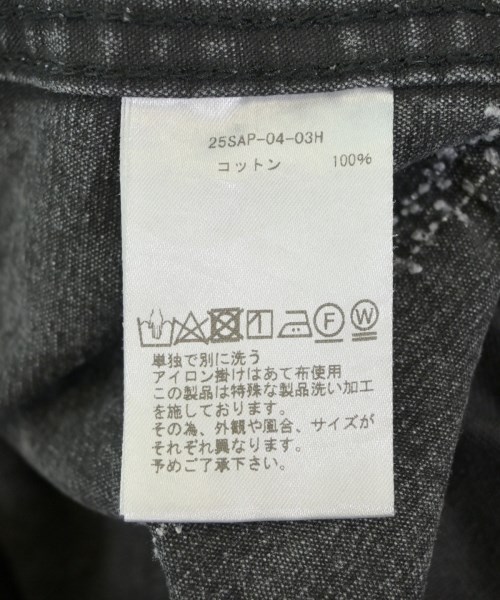 25SAP-04-03H
コットン 100%
F W
単独で別に洗う
アイロン掛けはあて布使用
この製品は特殊な製品洗い加工
を施しております。
その為、外観や風合、サイズが
それぞれ異なります。
予めご了承下さい。